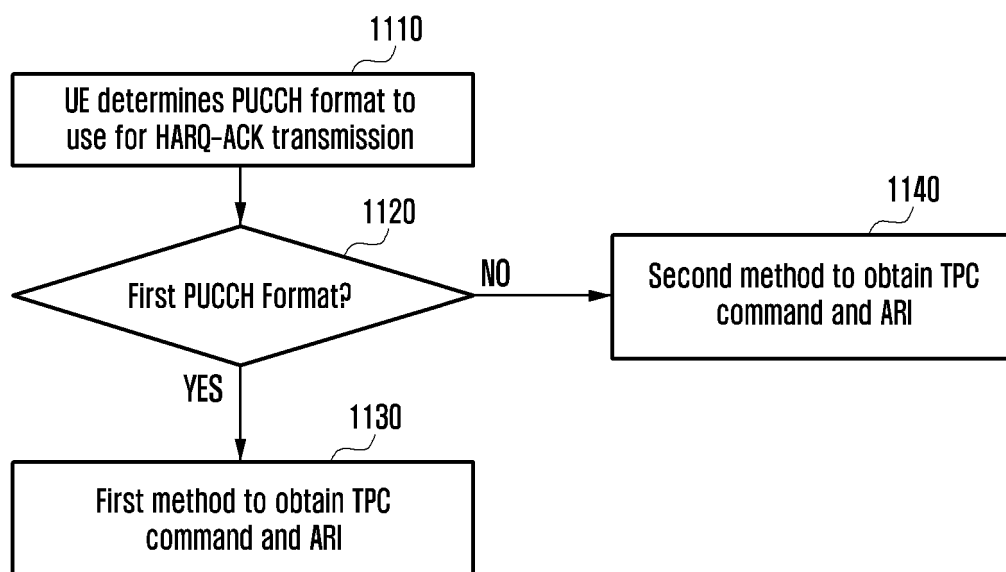 1110
UE determines PUCCH format to
use for HARQ-ACK transmission
1120
First PUCCH Format?
NO
1140
Second method to obtain TPC
command and ARI
YES
1130
First method to obtain TPC
command and ARI